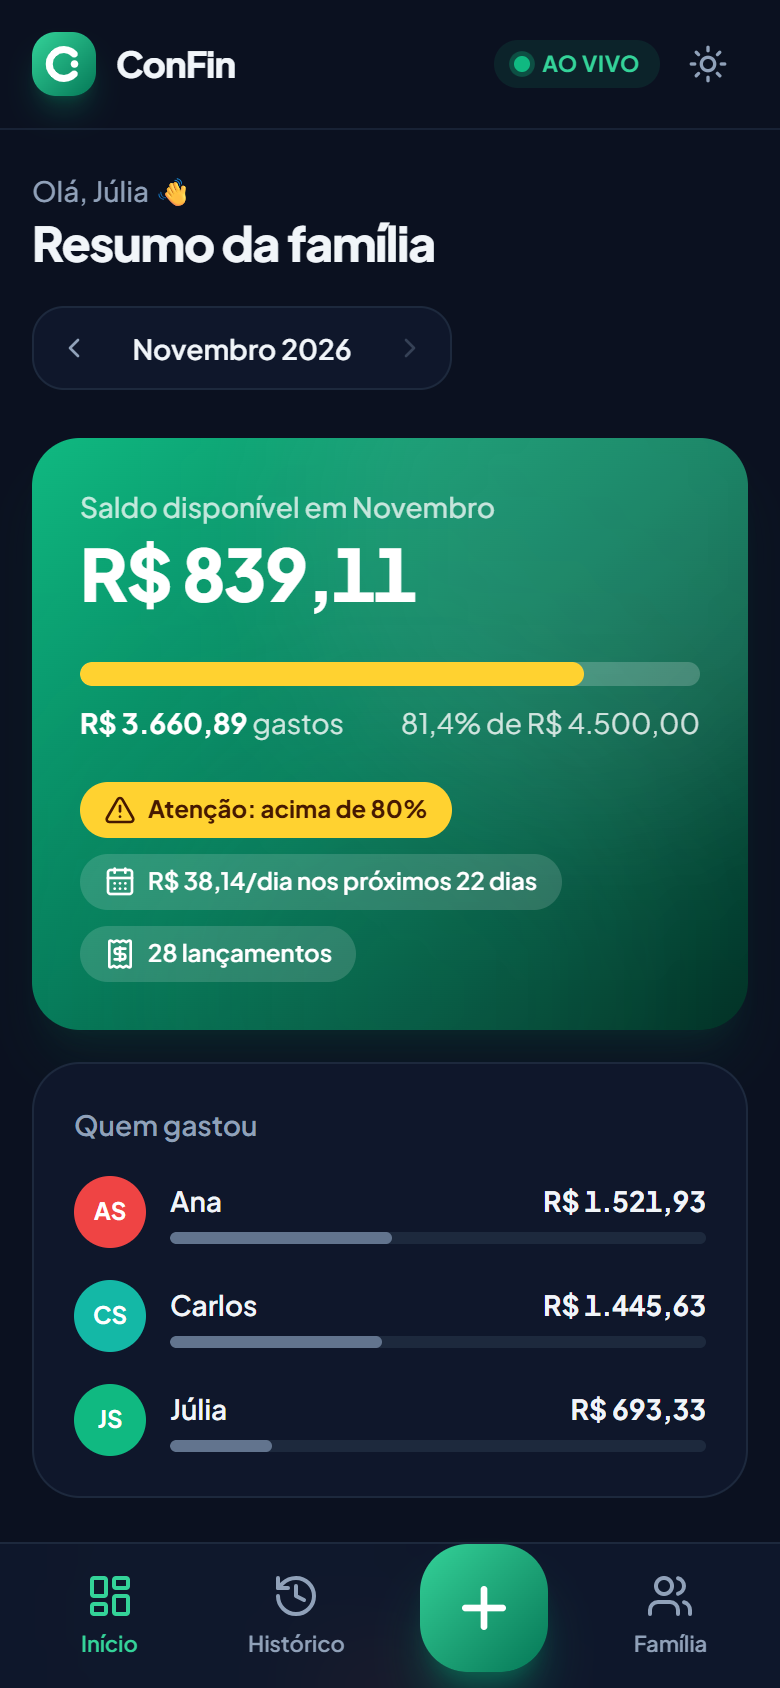 ConFin
AO VIVO
Olá, Júlia 👋
Resumo da família
Novembro 2026
Saldo disponível em Novembro
R$ 839,11
R$ 3.660,89 gastos
81,4% de R$ 4.500,00
Atenção: acima de 80%
R$ 38,14/dia nos próximos 22 dias
28 lançamentos
Quem gastou
AS
Ana
R$ 1.521,93
CS
Carlos
R$ 1.445,63
JS
Júlia
R$ 693,33
Início
Histórico
Família